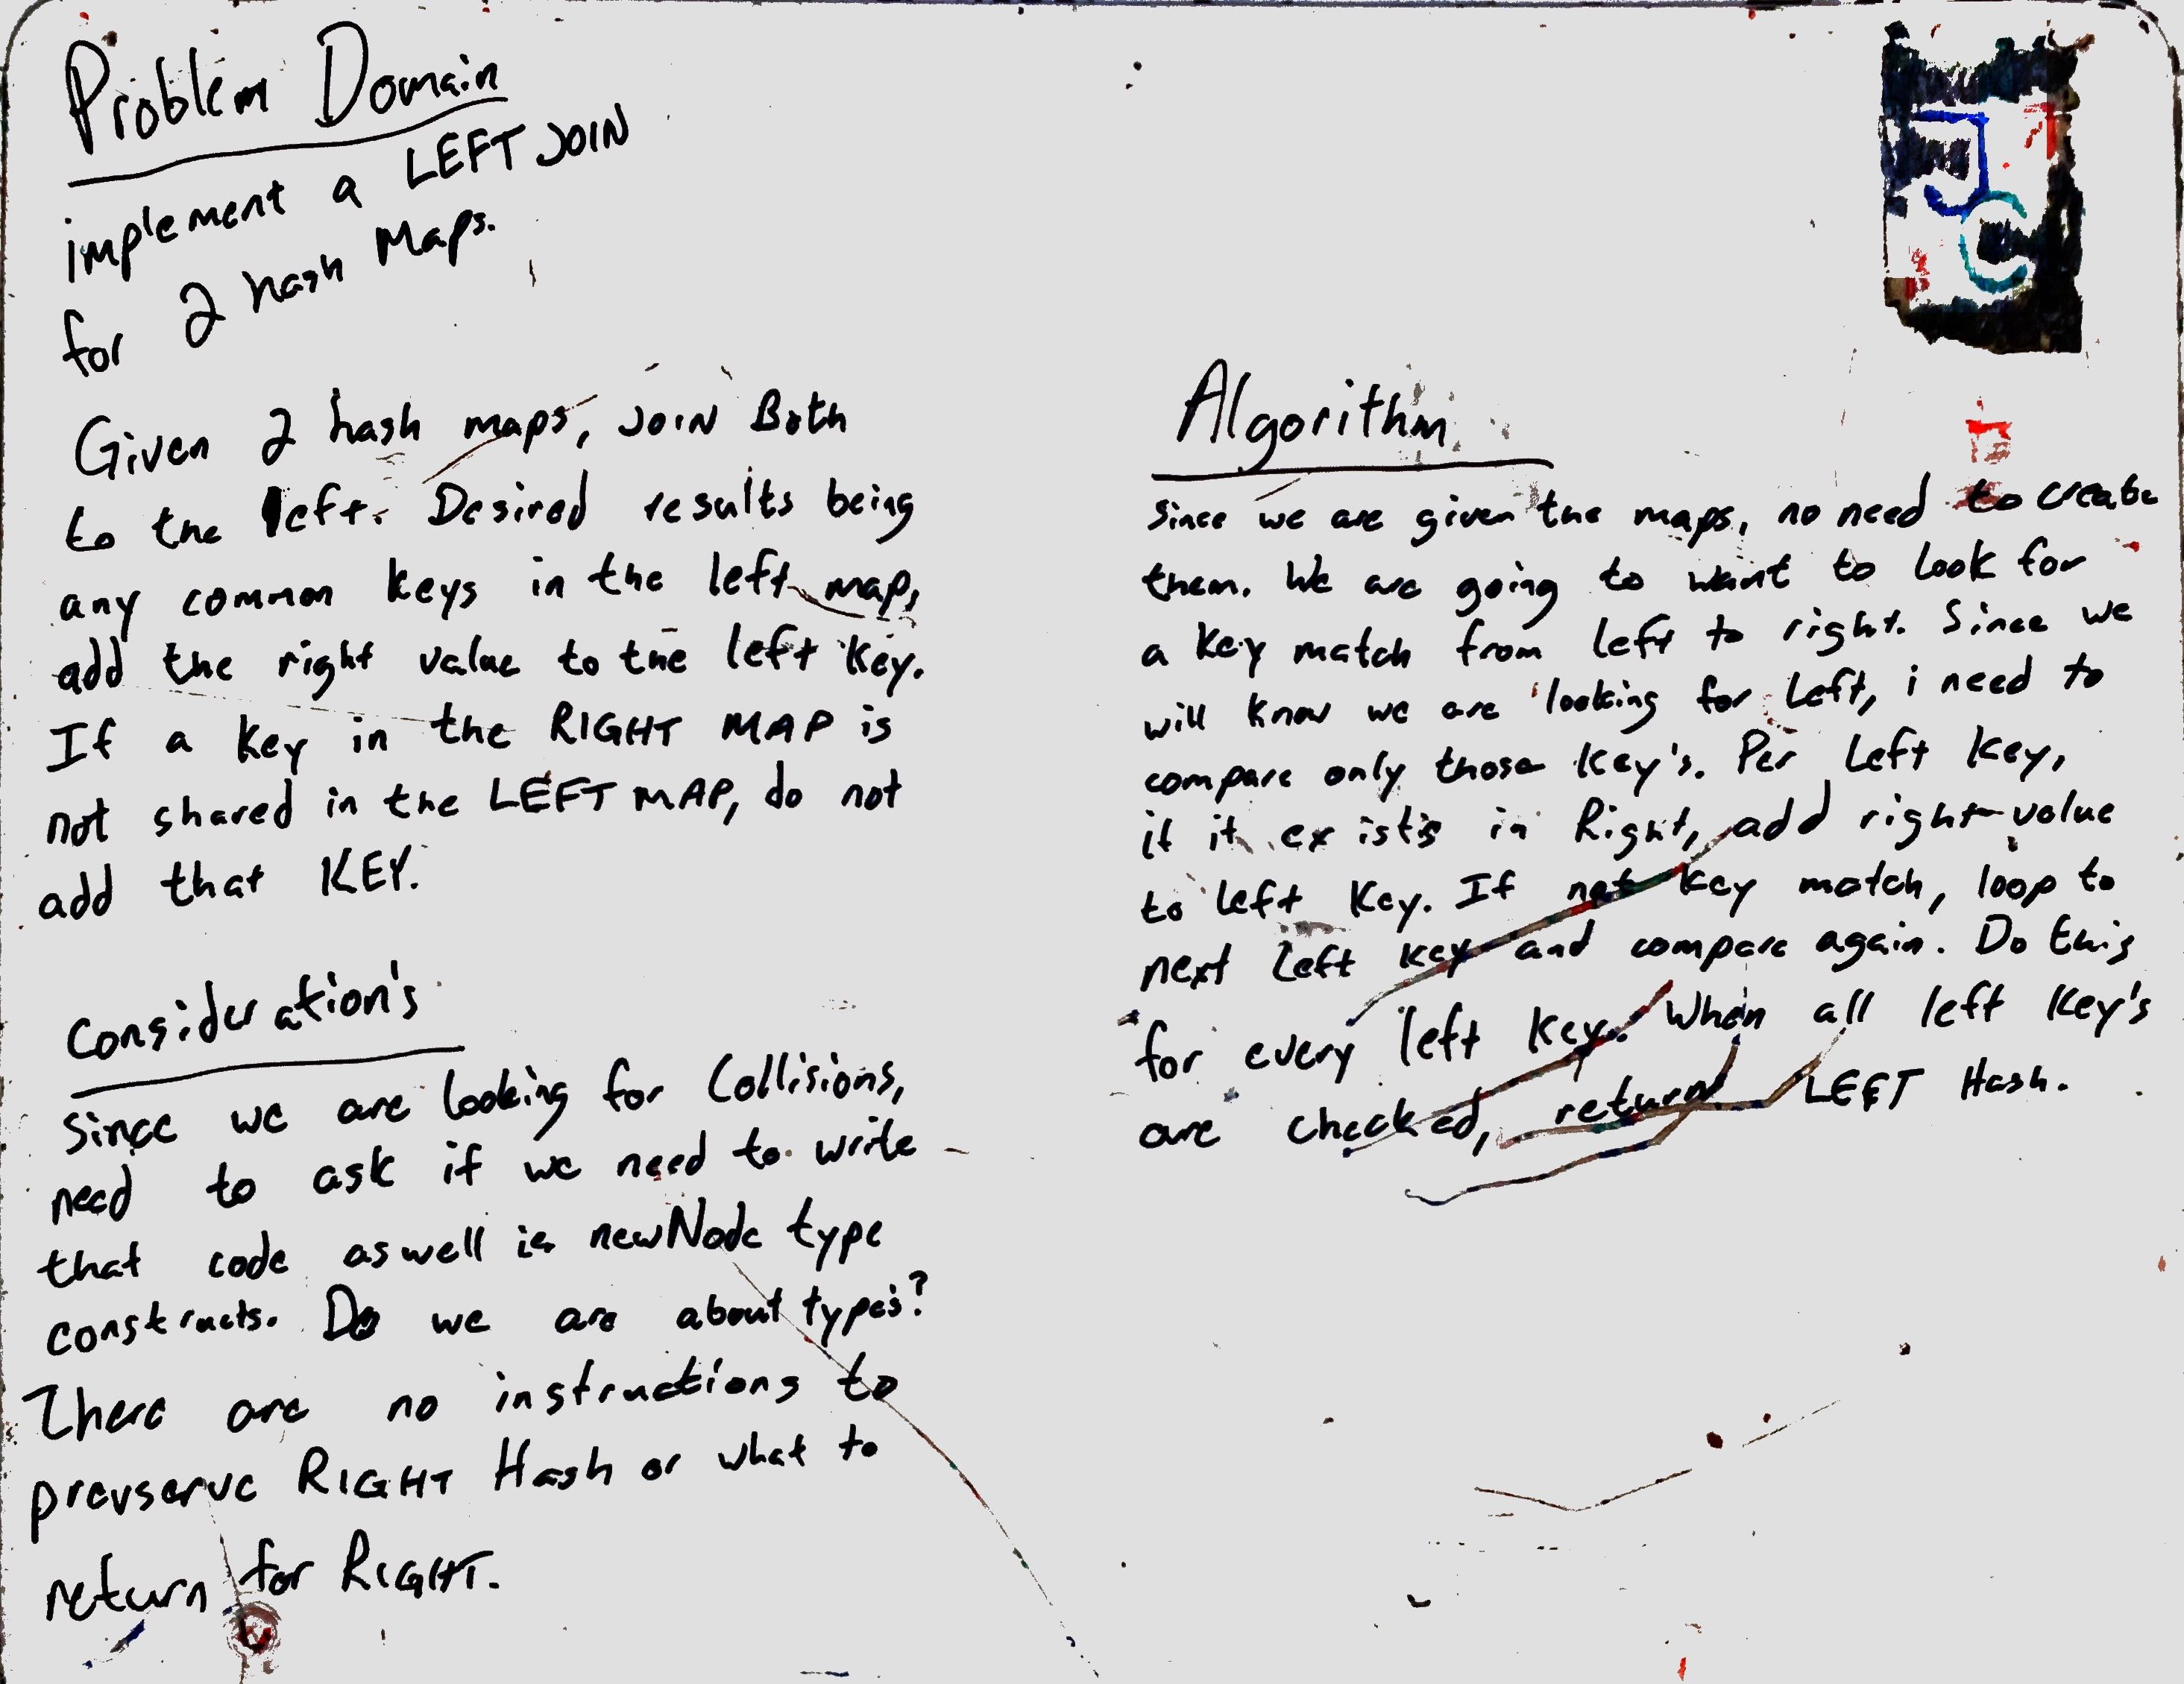 Problem Domain
implement a LEFT JOIN
for 2 hash Maps.
Given 2 hash maps, JOIN Both
to the left. Desired results being
any common keys in the left map,
add the right value to the left key.
If a key in the RIGHT MAP is
not shared in the LEFT MAP, do not
add that KEY.
Consideration's
since we are looking for Collisions,
need to ask if we need to write
that code aswell ie newNode type
constructs. Do we are about types?
There are no instructions to
prevserve RIGHT Hash or what to
return for RIGHT.
Algorithm
since we are given the maps, no need to create
them. We are going to want to look for
a key match from left to right. Since we
will know we are looking for Left, i need to
compare only those key's. Per Left key,
if it exists in Right, add right value
to left key. If not key match, loop to
next left key and compare again. Do this
for every left key. When all left key's
are checked, return LEFT Hash.